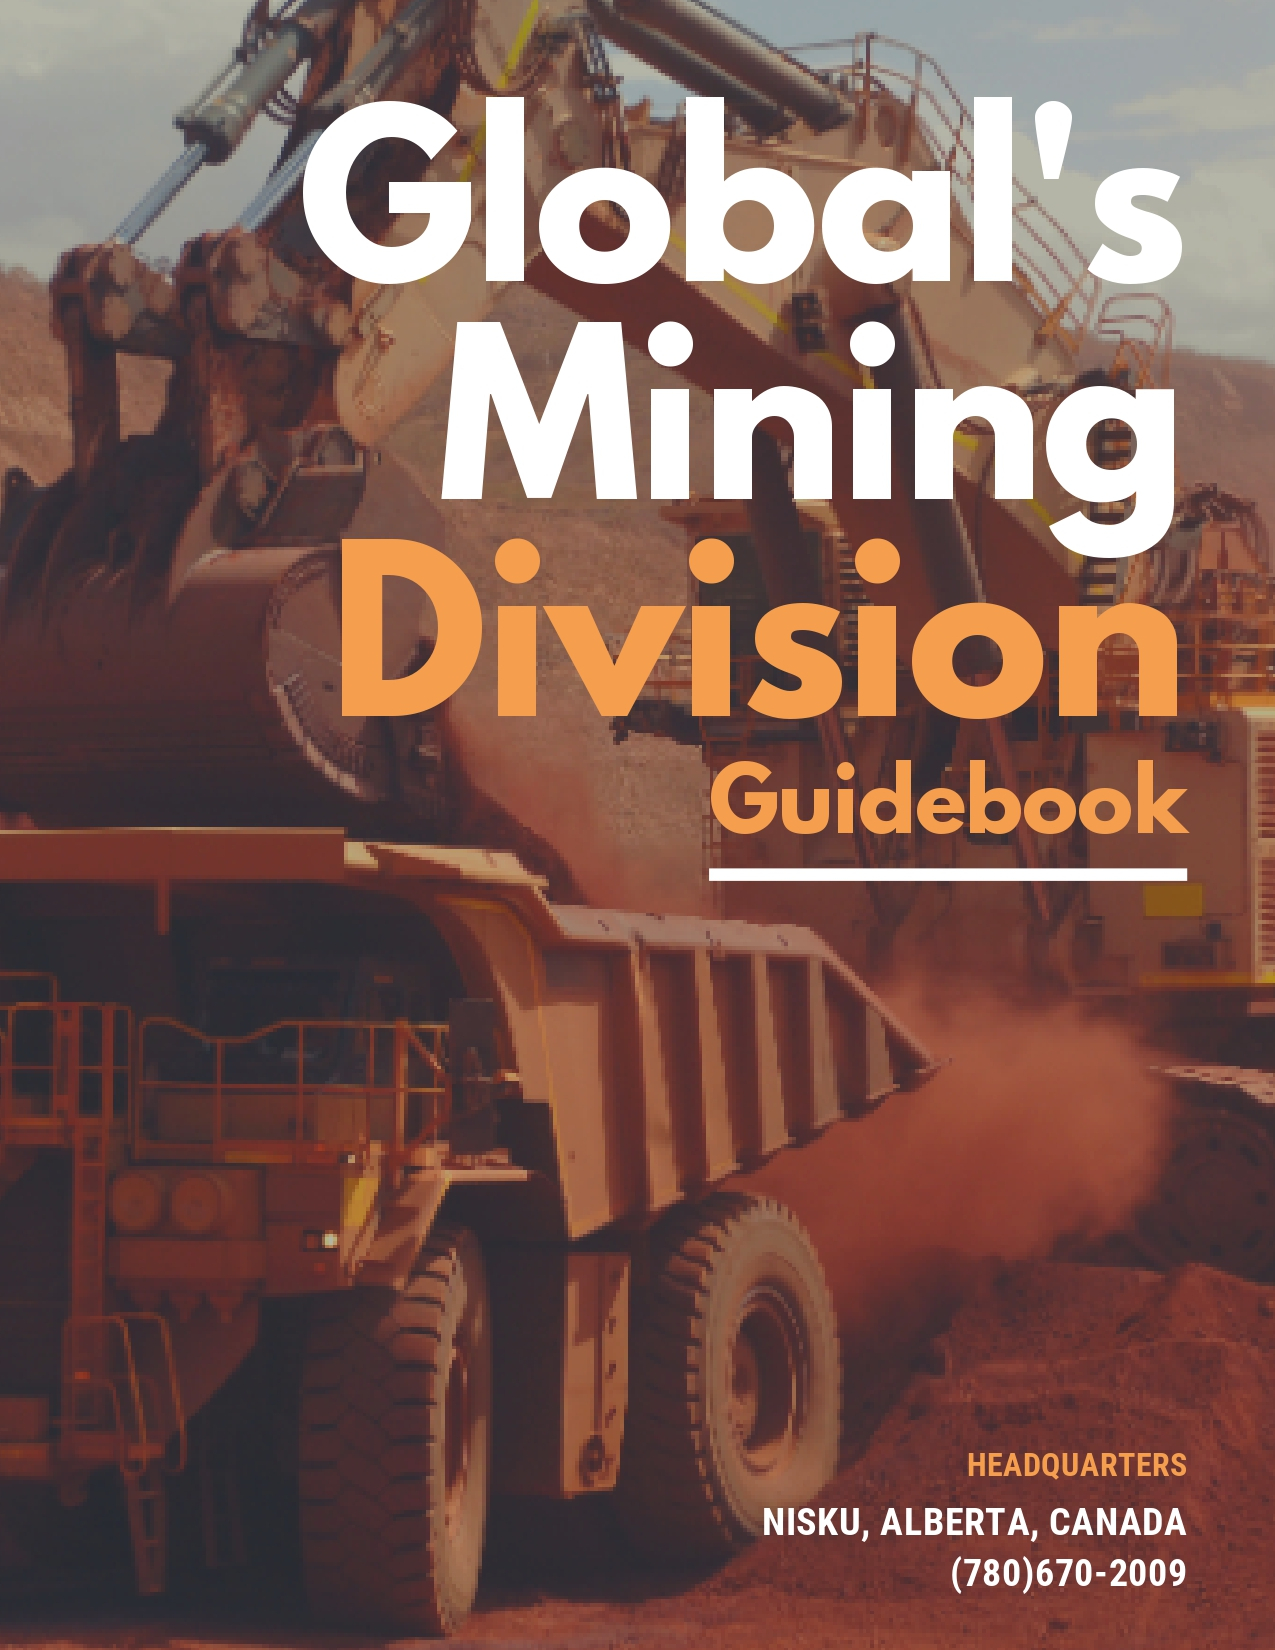 Global's
Mining
Division
Guidebook
HEADQUARTERS
NISKU, ALBERTA, CANADA
(780)670-2009